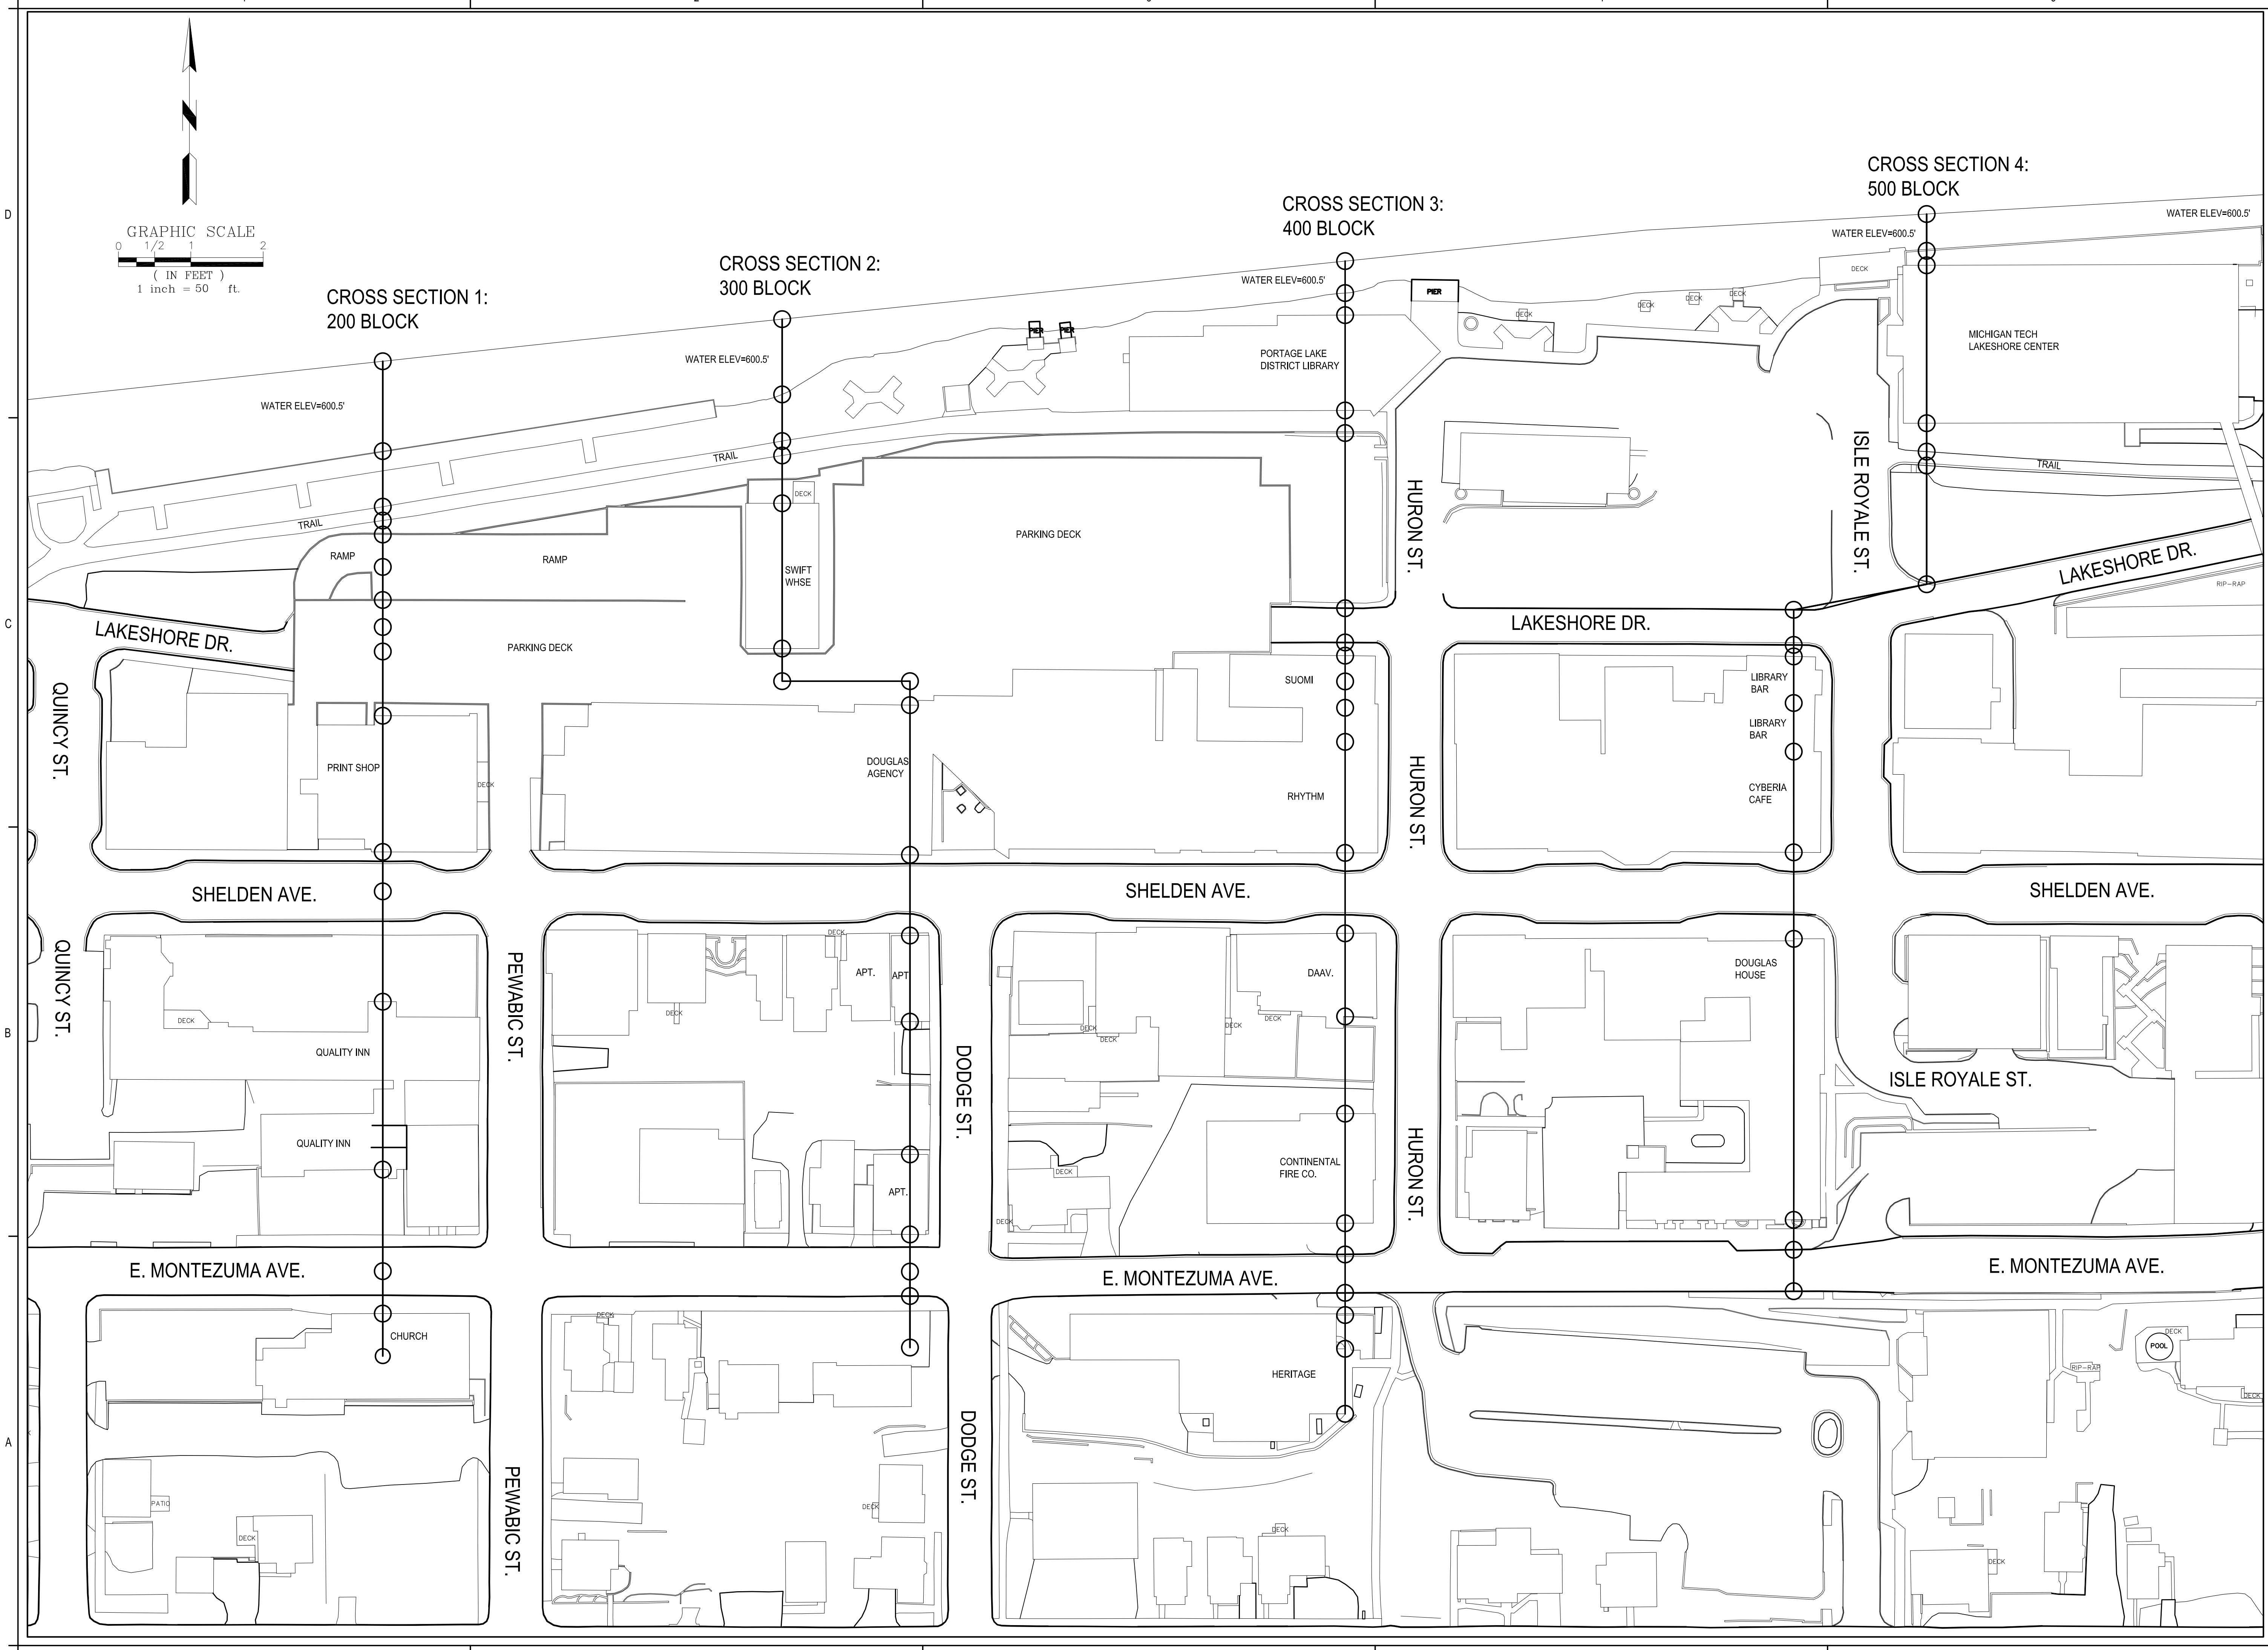 CROSS SECTION 4:
500 BLOCK
CROSS SECTION 3:
400 BLOCK
D
WATER ELEV=600.5'
WATER ELEV=600.5'
GRAPHIC SCALE
0 1/2 1 2
( IN FEET )
1 inch = 50 ft.
CROSS SECTION 2:
300 BLOCK
CROSS SECTION 1:
200 BLOCK
WATER ELEV=600.5'
DECK
PIER
DECK
DECK
DECK
DECK
PIER
PIER
MICHIGAN TECH
LAKESHORE CENTER
PORTAGE LAKE
DISTRICT LIBRARY
WATER ELEV=600.5'
WATER ELEV=600.5'
TRAIL
TRAIL
TRAIL
DECK
HURON ST.
ISLE ROYALE ST.
PARKING DECK
RAMP
RAMP
SWIFT
WHSE
LAKESHORE DR.
RIP-RAP
C
LAKESHORE DR.
LAKESHORE DR.
PARKING DECK
QUINCY ST.
SUOMI
LIBRARY
BAR
LIBRARY
BAR
PRINT SHOP
DECK
DOUGLAS
AGENCY
RHYTHM
HURON ST.
CYBERIA
CAFE
SHELDEN AVE.
SHELDEN AVE.
SHELDEN AVE.
QUINCY ST.
PEWABIC ST.
DECK
APT.
APT
DECK
DAAV.
DOUGLAS
HOUSE
DECK
DECK
DECK
DECK
DECK
B
QUALITY INN
DODGE ST.
ISLE ROYALE ST.
QUALITY INN
CONTINENTAL
FIRE CO.
DECK
APT.
DECK
HURON ST.
E. MONTEZUMA AVE.
E. MONTEZUMA AVE.
E. MONTEZUMA AVE.
CHURCH
DECK
HERITAGE
DECK
POOL
RIP-RAP
DECK
A
K
DODGE ST.
PEWABIC ST.
PATIO
DECK
DECK
DECK
DECK